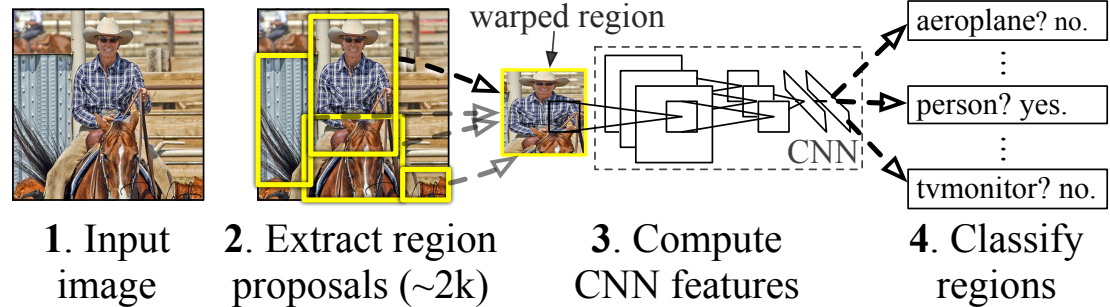 warped region
aeroplane? no.
person? yes.
CNN
tvmonitor? no.
1. Input
image
2. Extract region
proposals (~2k)
3. Compute
CNN features
4. Classify
regions